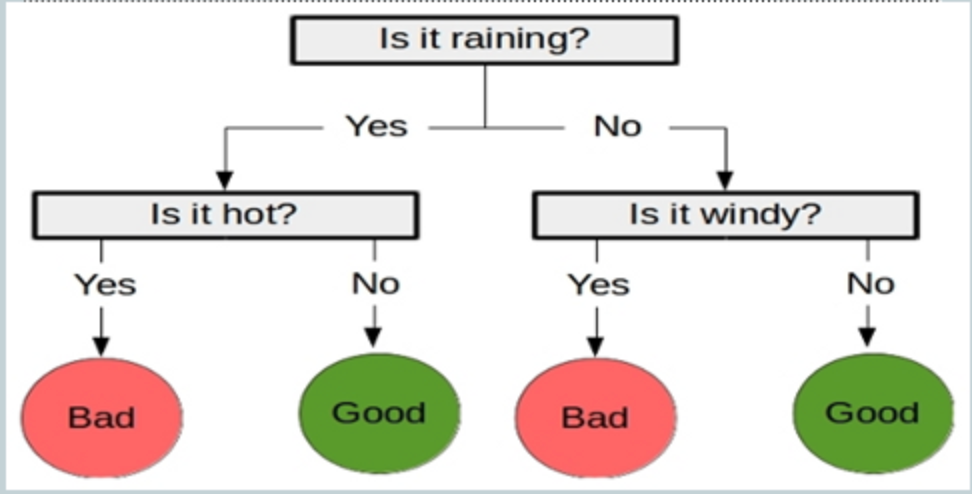 Is it raining?
Yes No
Is it hot? Is it windy?
Yes No Yes No
Bad Good Bad Good